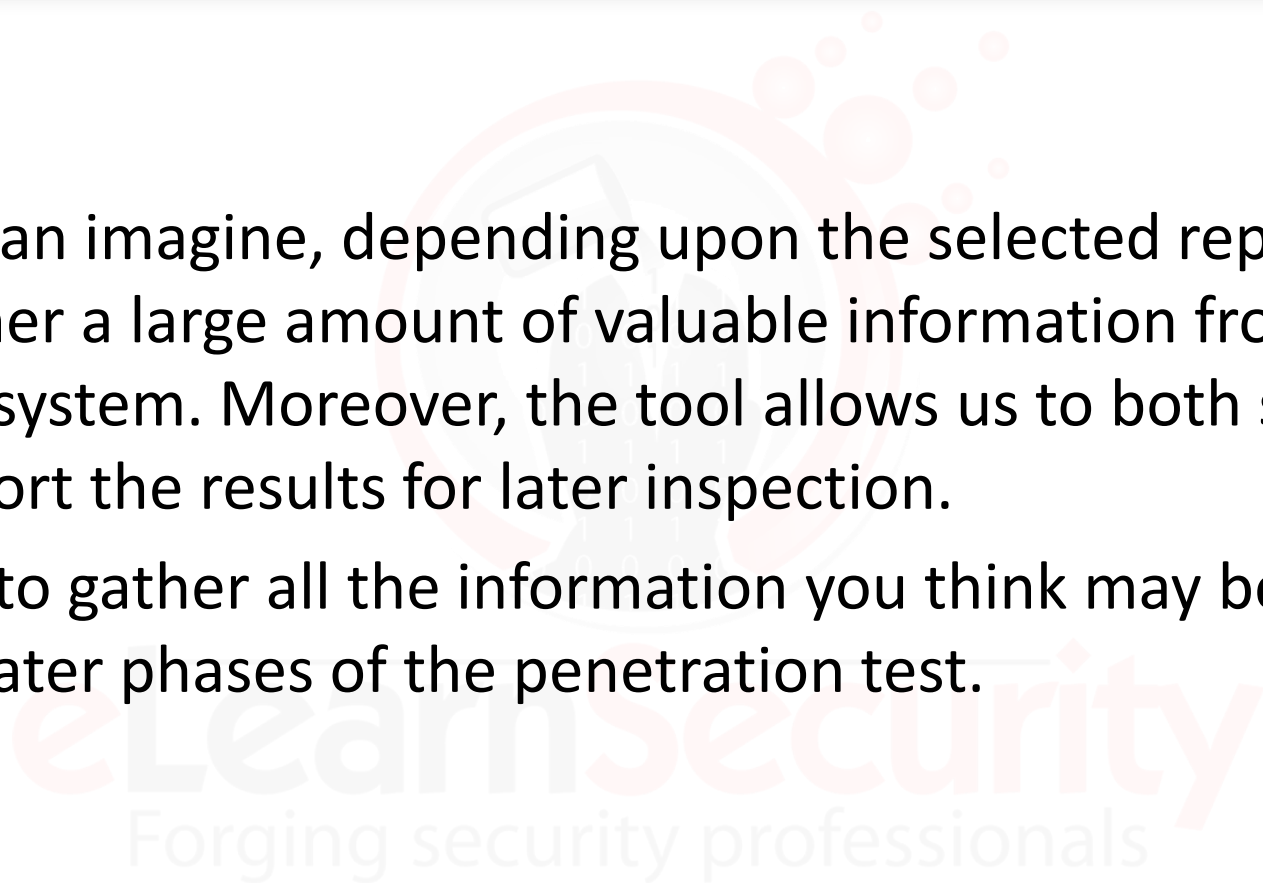 an imagine, depending upon the selected rep
er a large amount of valuable information fro
system. Moreover, the tool allows us to both s
ort the results for later inspection.
to gather all the information you think may be
ater phases of the penetration test.
eLearnSecurity
Forging security professionals